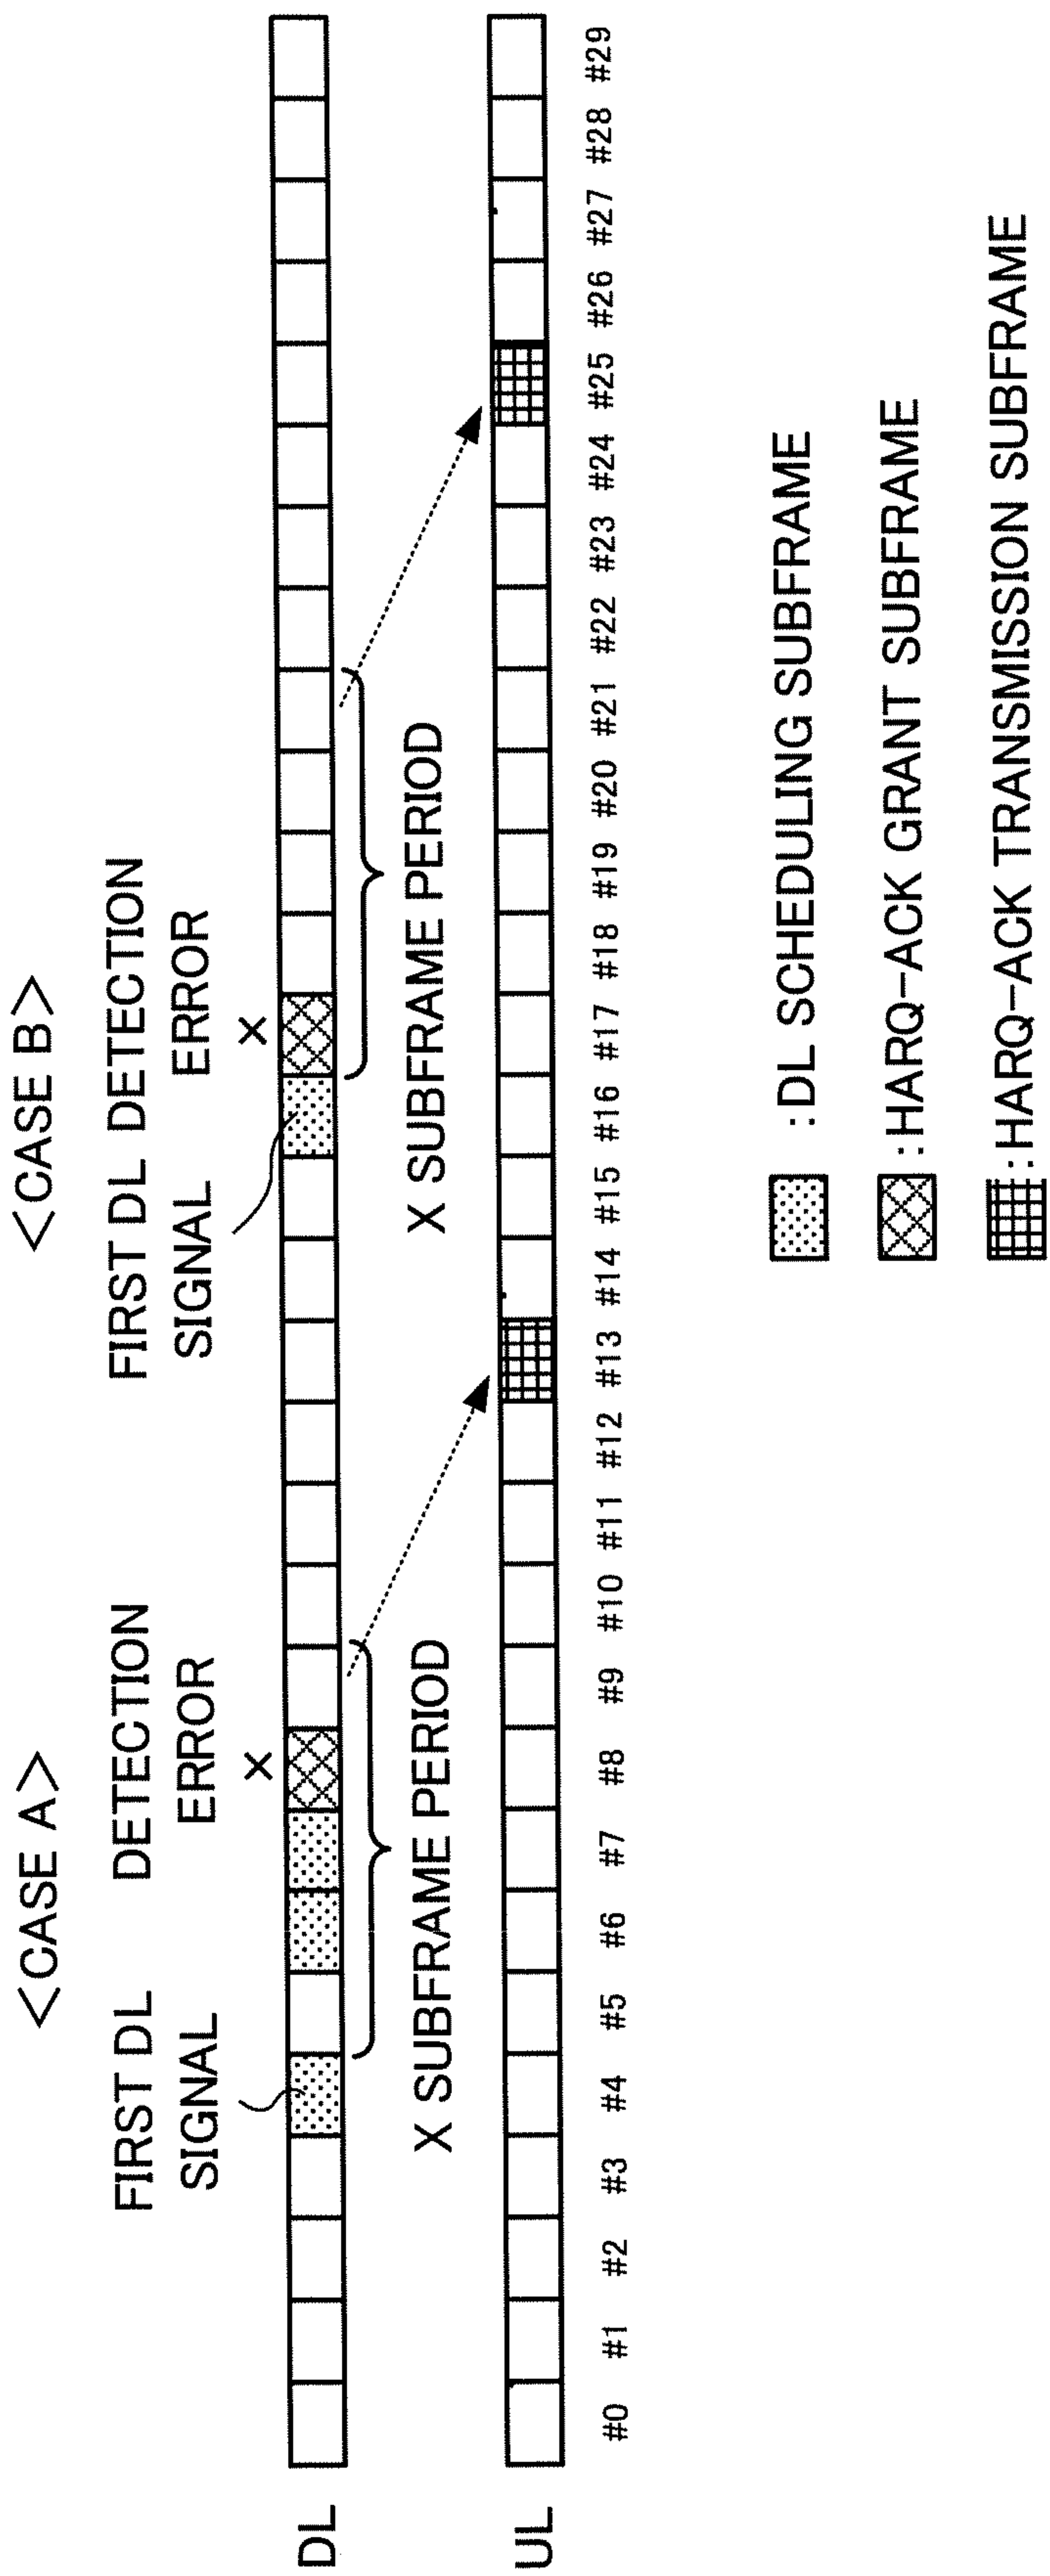 <CASE A>
<CASE B>
FIRST DL
SIGNAL
DETECTION
ERROR
×
FIRST DL
SIGNAL
DETECTION
ERROR
×
DL
X SUBFRAME PERIOD
X SUBFRAME PERIOD
UL
#0 #1 #2 #3 #4 #5 #6 #7 #8 #9 #10 #11 #12 #13 #14 #15 #16 #17 #18 #19 #20 #21 #22 #23 #24 #25 #26 #27 #28 #29
:DL SCHEDULING SUBFRAME
:HARQ-ACK GRANT SUBFRAME
:HARQ-ACK TRANSMISSION SUBFRAME